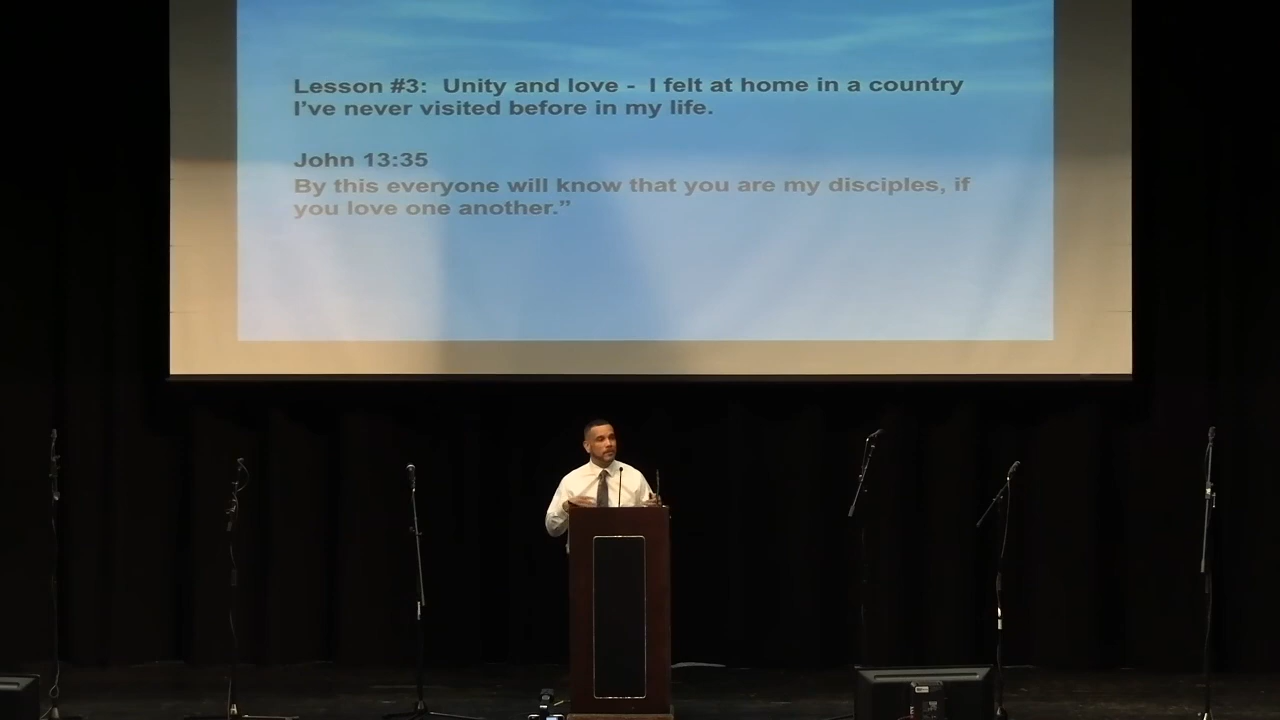 Lesson #3:  Unity and love -  I felt at home in a country
I've never visited before in my life.
John 13:35
By this everyone will know that you are my disciples, if
you love one another.”